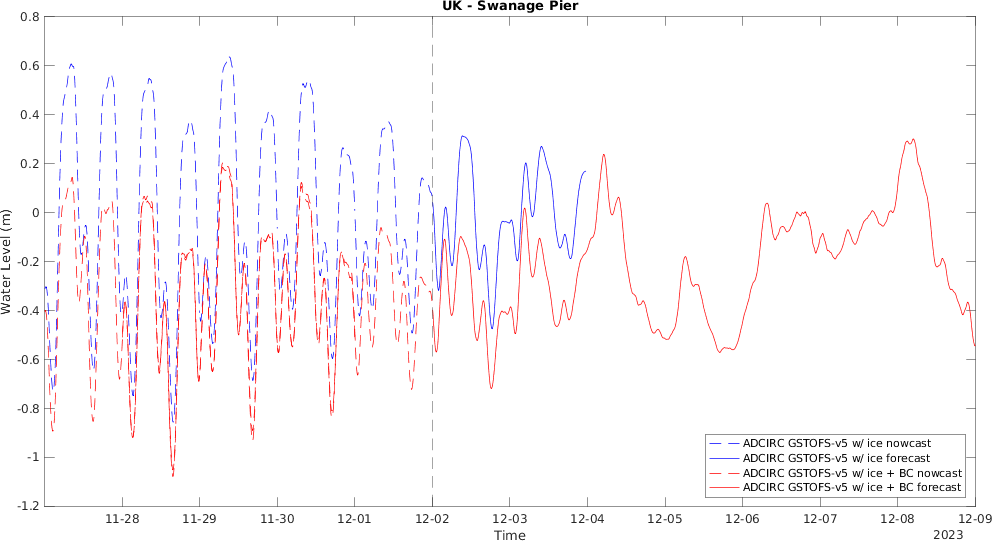 UK - Swanage Pier
Water Level (m)
0.8
0.6
0.4
0.2
0
-0.2
-0.4
-0.6
-0.8
-1
-1.2
ADCIRC GSTOFS-v5 w/ ice nowcast
ADCIRC GSTOFS-v5 w/ ice forecast
ADCIRC GSTOFS-v5 w/ ice + BC nowcast
ADCIRC GSTOFS-v5 w/ ice + BC forecast
11-28 11-29 11-30 12-01 12-02 12-03 12-04 12-05 12-06 12-07 12-08 12-09
Time
2023